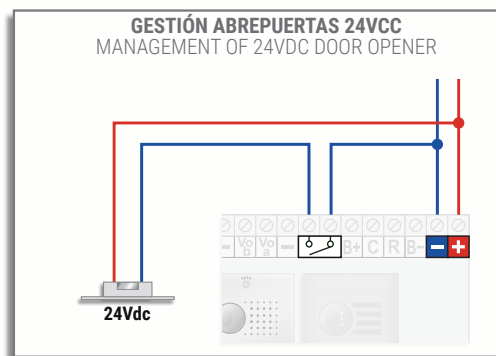 GESTIÓN ABREPUERTAS 24VCC
MANAGEMENT OF 24VDC DOOR OPENER
– Vo b Vo a – B+ C R B- – +
24Vdc